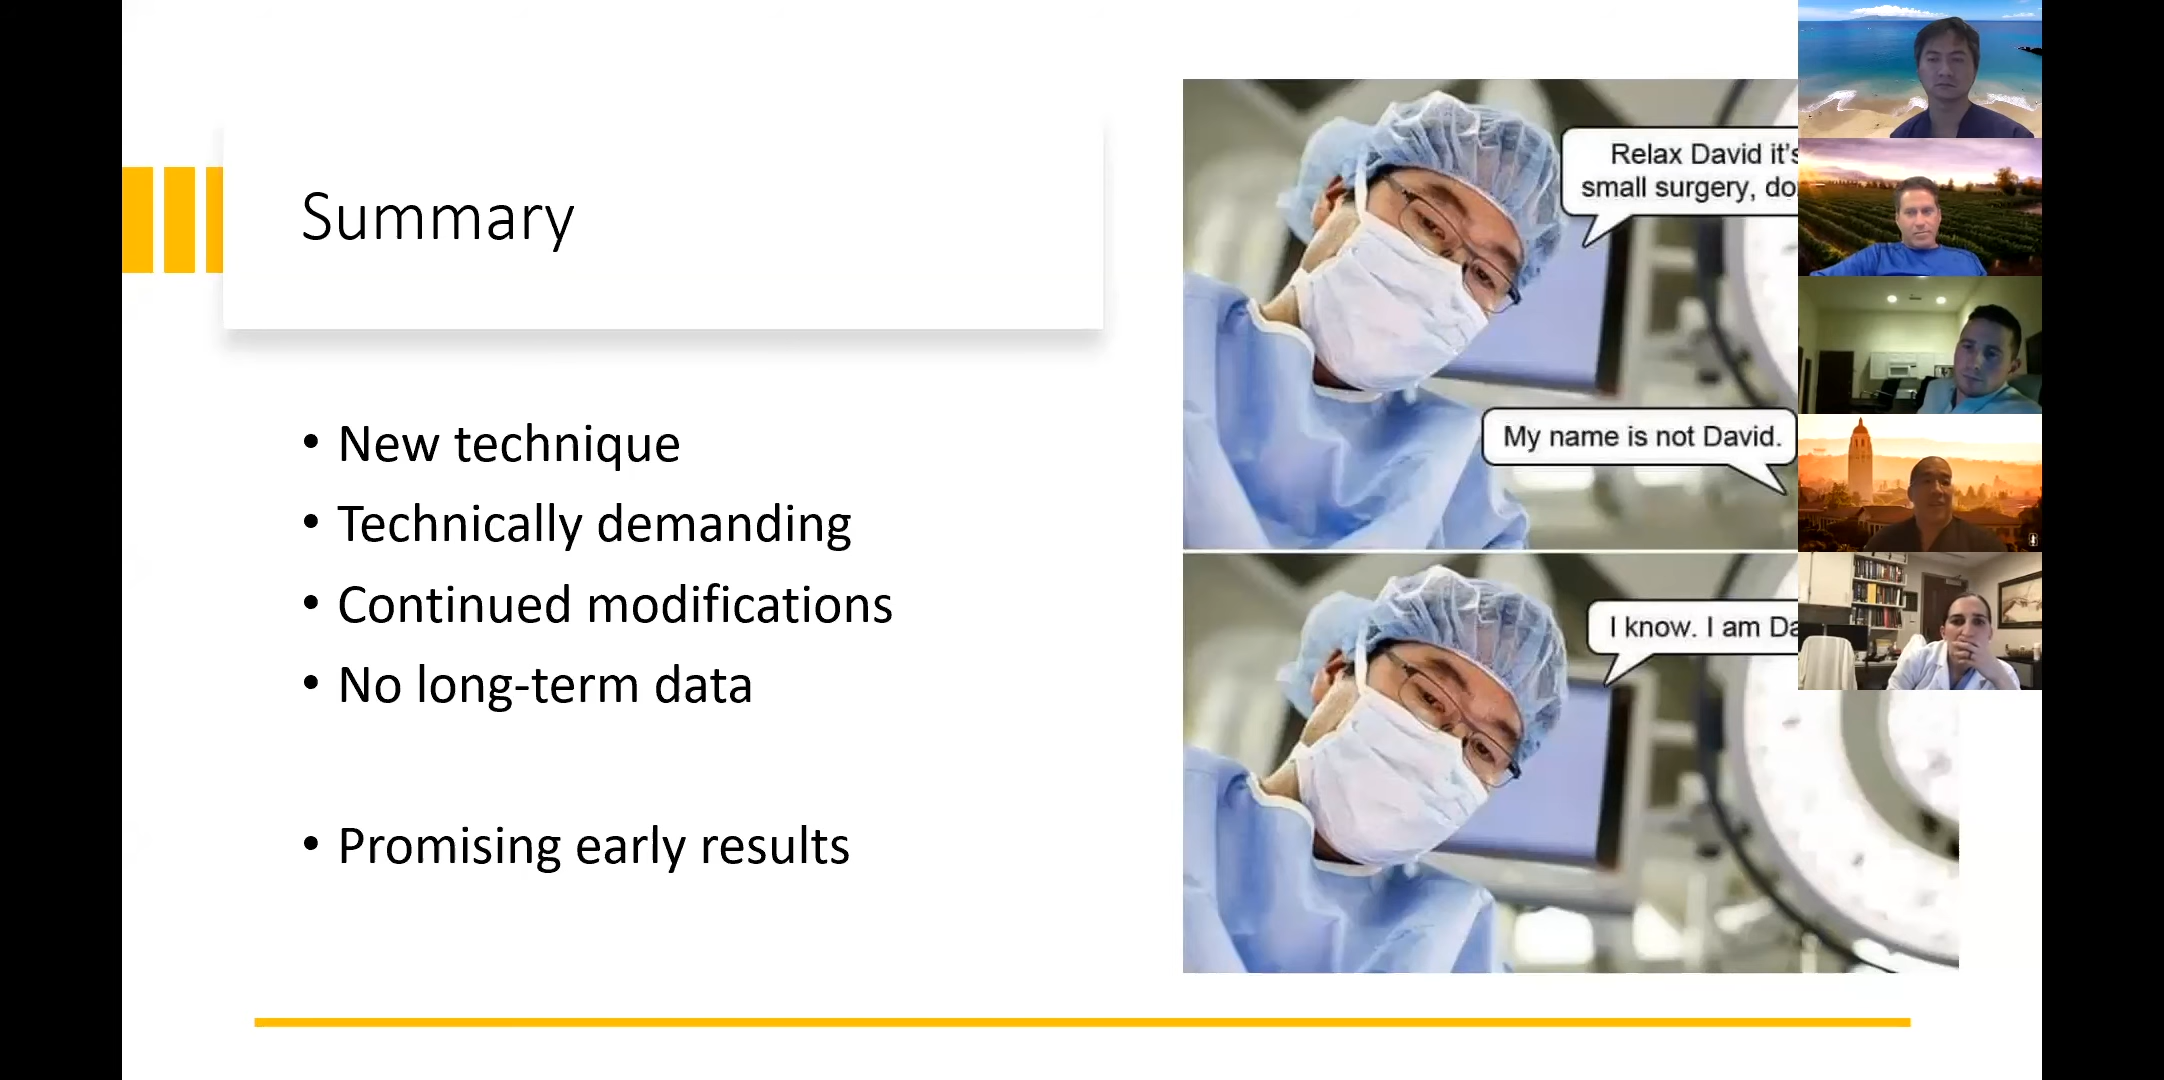 Summary
• New technique
• Technically demanding
• Continued modifications
• No long-term data
• Promising early results
Relax David it's
small surgery, do
My name is not David.
I know. I am Da